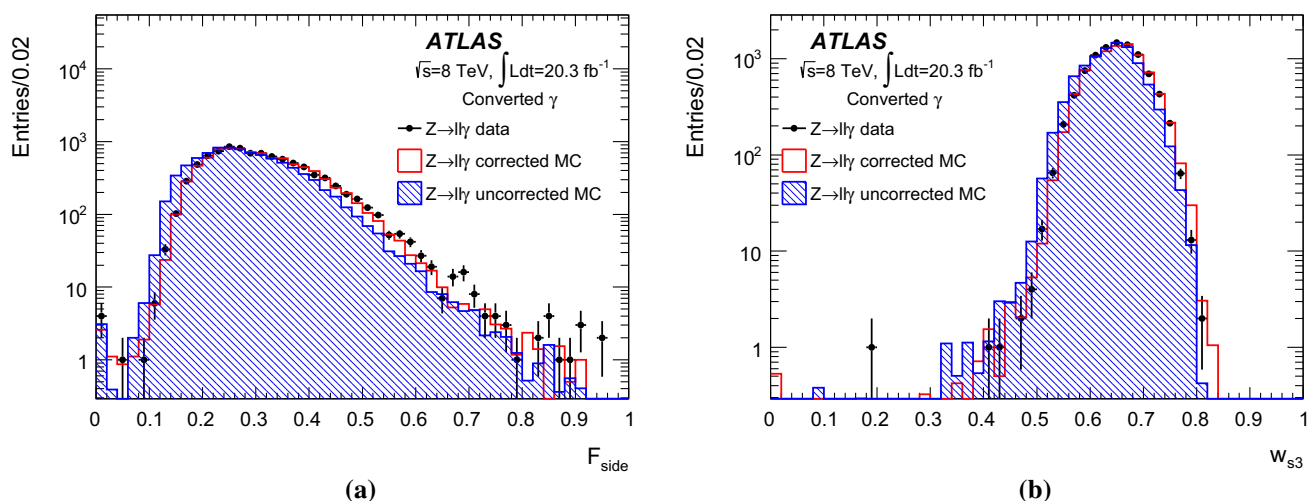 Entries/0.02
10⁴
10³
10²
10
1
ATLAS
√s=8 TeV, ∫Ldt=20.3 fb⁻¹
Converted γ
Z→llγ data
Z→llγ corrected MC
Z→llγ uncorrected MC
0 0.1 0.2 0.3 0.4 0.5 0.6 0.7 0.8 0.9 1
F_side
(a)
Entries/0.02
10³
10²
10
1
ATLAS
√s=8 TeV, ∫Ldt=20.3 fb⁻¹
Converted γ
Z→llγ data
Z→llγ corrected MC
Z→llγ uncorrected MC
0 0.1 0.2 0.3 0.4 0.5 0.6 0.7 0.8 0.9 1
w_s3
(b)